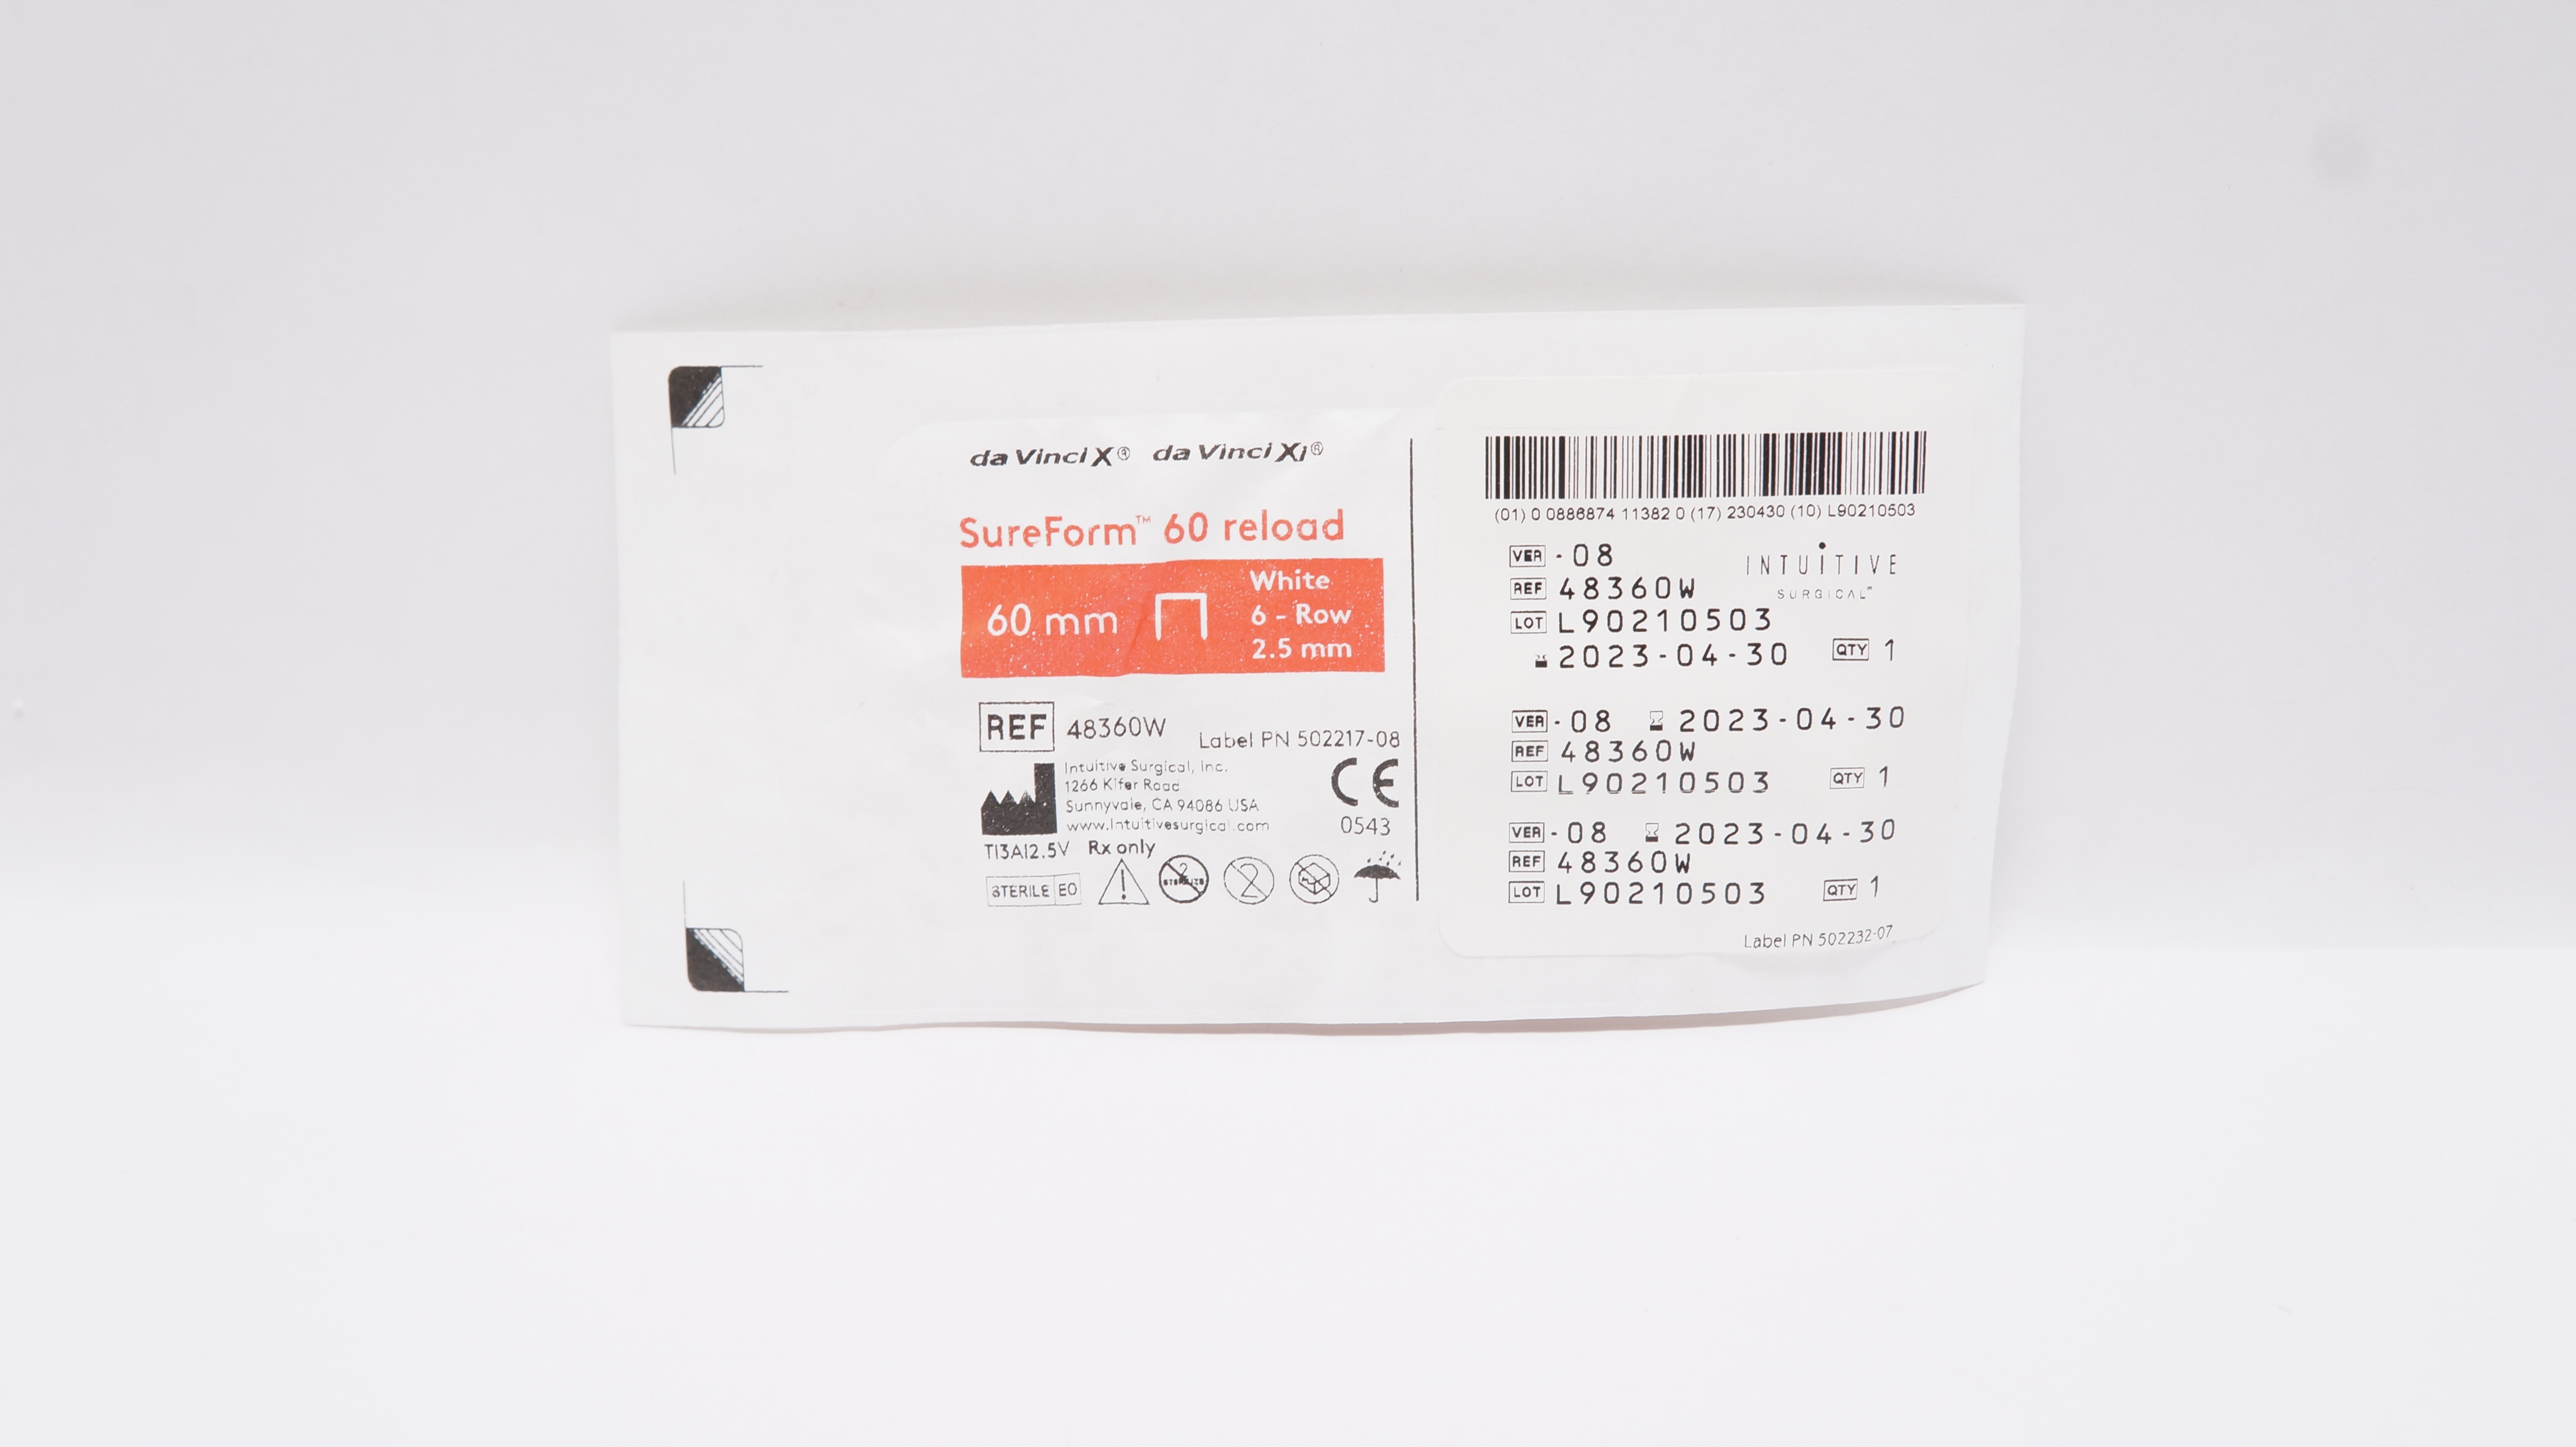 da Vinci X® da Vinci Xi®
SureForm™ 60 reload
60 mm
White
6 - Row
2.5 mm
REF 48360W
Label PN 502217-08
Intuitive Surgical, Inc.
1266 Kifer Road
Sunnyvale, CA 94086 USA
www.intuitivesurgical.com
CE
0543
T13A12.5V Rx only
STERILE EO
(01) 0 0886874 11382 0 (17) 230430 (10) L90210503
VER - 08
INTUITIVE
SURGICAL™
REF 48360W
LOT L90210503
2023-04-30 QTY 1
VER - 08 2023-04-30
REF 48360W
LOT L90210503 QTY 1
VER - 08 2023-04-30
REF 48360W
LOT L90210503 QTY 1
Label PN 502232-07